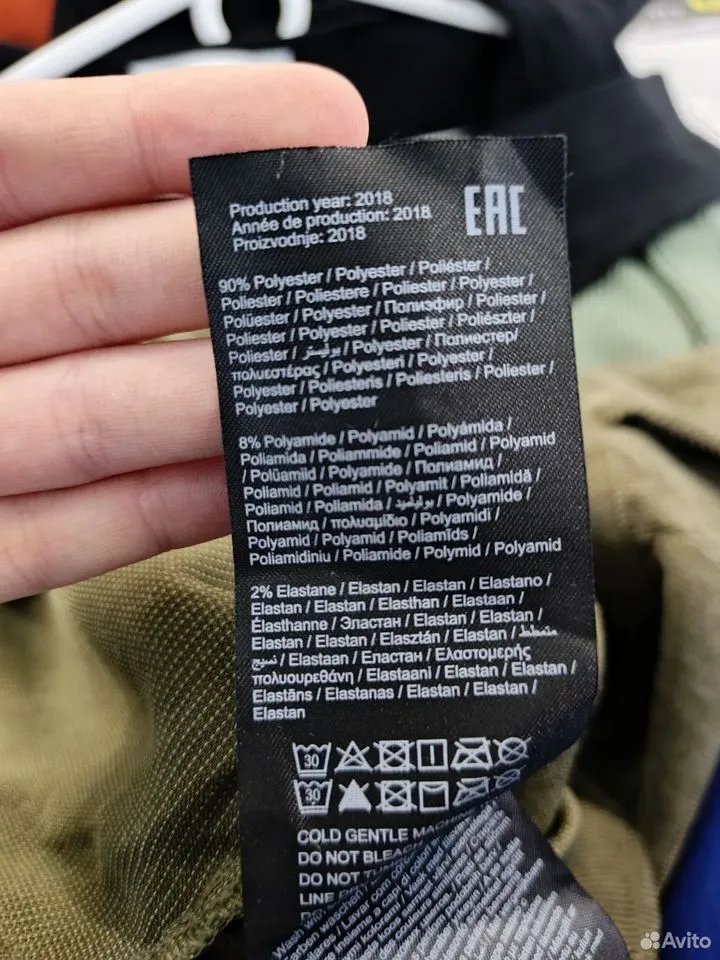 Production year: 2018
Année de production: 2018
Proizvodnje: 2018
EAC
90% Polyester / Polyester / Poliéster /
Poliester / Poliestere / Poliester /
Polüester / Polyester / Полиэфир / Poliester /
Poliester / Polyester / Poliester / Poliészter /
Poliester / بوليستر / Polyester / Полиестер/
πολυεστέρας / Polyesteri / Polyester /
Polyester / Poliesteris / Poliesteris / Polyester /
Polyester / Polyester
8% Polyamide / Polyamid / Polyámida /
Poliamida / Poliammide / Poliamid / Polyamid
/ Polüamiid / Polyamide / Полиамид /
Poliamid / Poliamid / Polyamit / Poliamidă /
Poliamid / Poliamida / بوليميد / Polyamide /
Полиамид / πολυαμίδιο / Polyamidi /
Polyamid / Polyamid / Poliamīds /
Poliamidiniu / Poliamide / Polymid / Polyamid
2% Elastane / Elastan / Elastan / Elastano /
Elastan / Elastan / Elasthan / Elastaan /
Élasthanne / Эластан / Elastan / Elastan /
Elastan / Elastan / Elasztán / Elastan / متمطط
نسيج / Elastaan / Еластан / Ελαστομερής
πολυουρεθάνη / Elastaani / Elastan / Elastan /
Elastāns / Elastanas / Elastan / Elastan /
Elastan
30
30
COLD GENTLE
DO NOT BLEACH
DO NOT
LINE
Avito